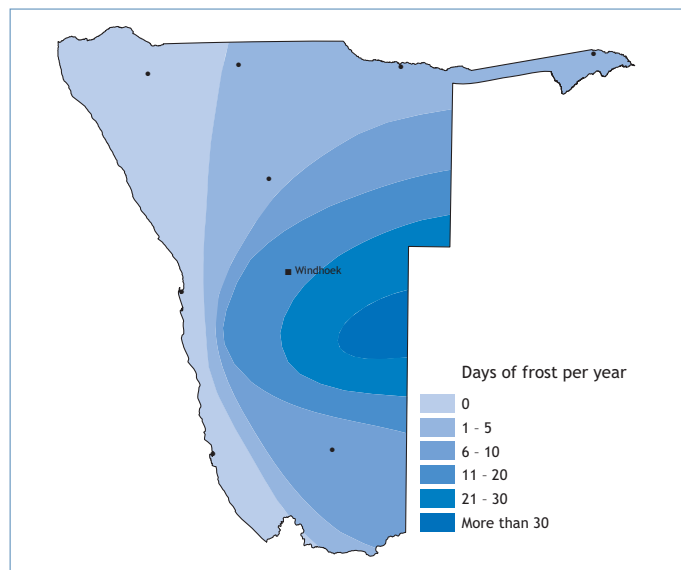 Windhoek
Days of frost per year
0
1 – 5
6 – 10
11 – 20
21 – 30
More than 30